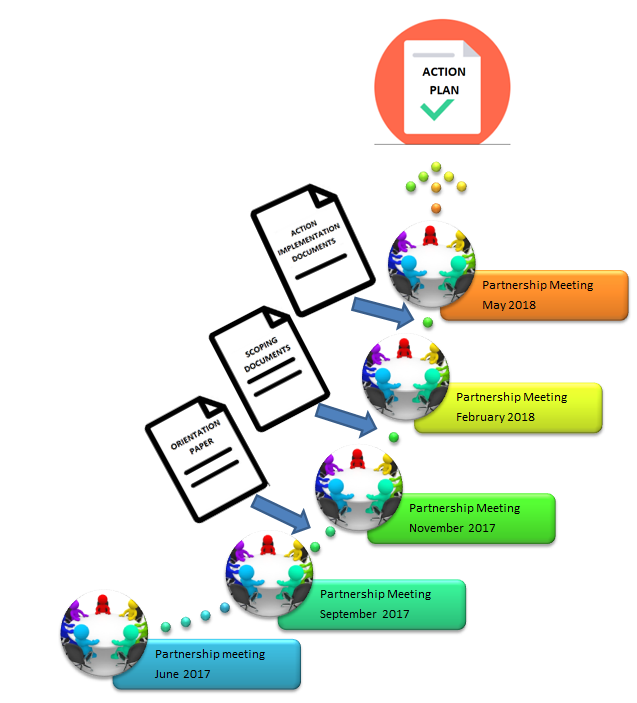 ACTION
PLAN
ACTION
IMPLEMENTATION
DOCUMENTS
Partnership Meeting
May 2018
SCOPING
DOCUMENTS
Partnership Meeting
February 2018
ORIENTATION
PAPER
Partnership Meeting
November 2017
Partnership Meeting
September 2017
Partnership meeting
June 2017